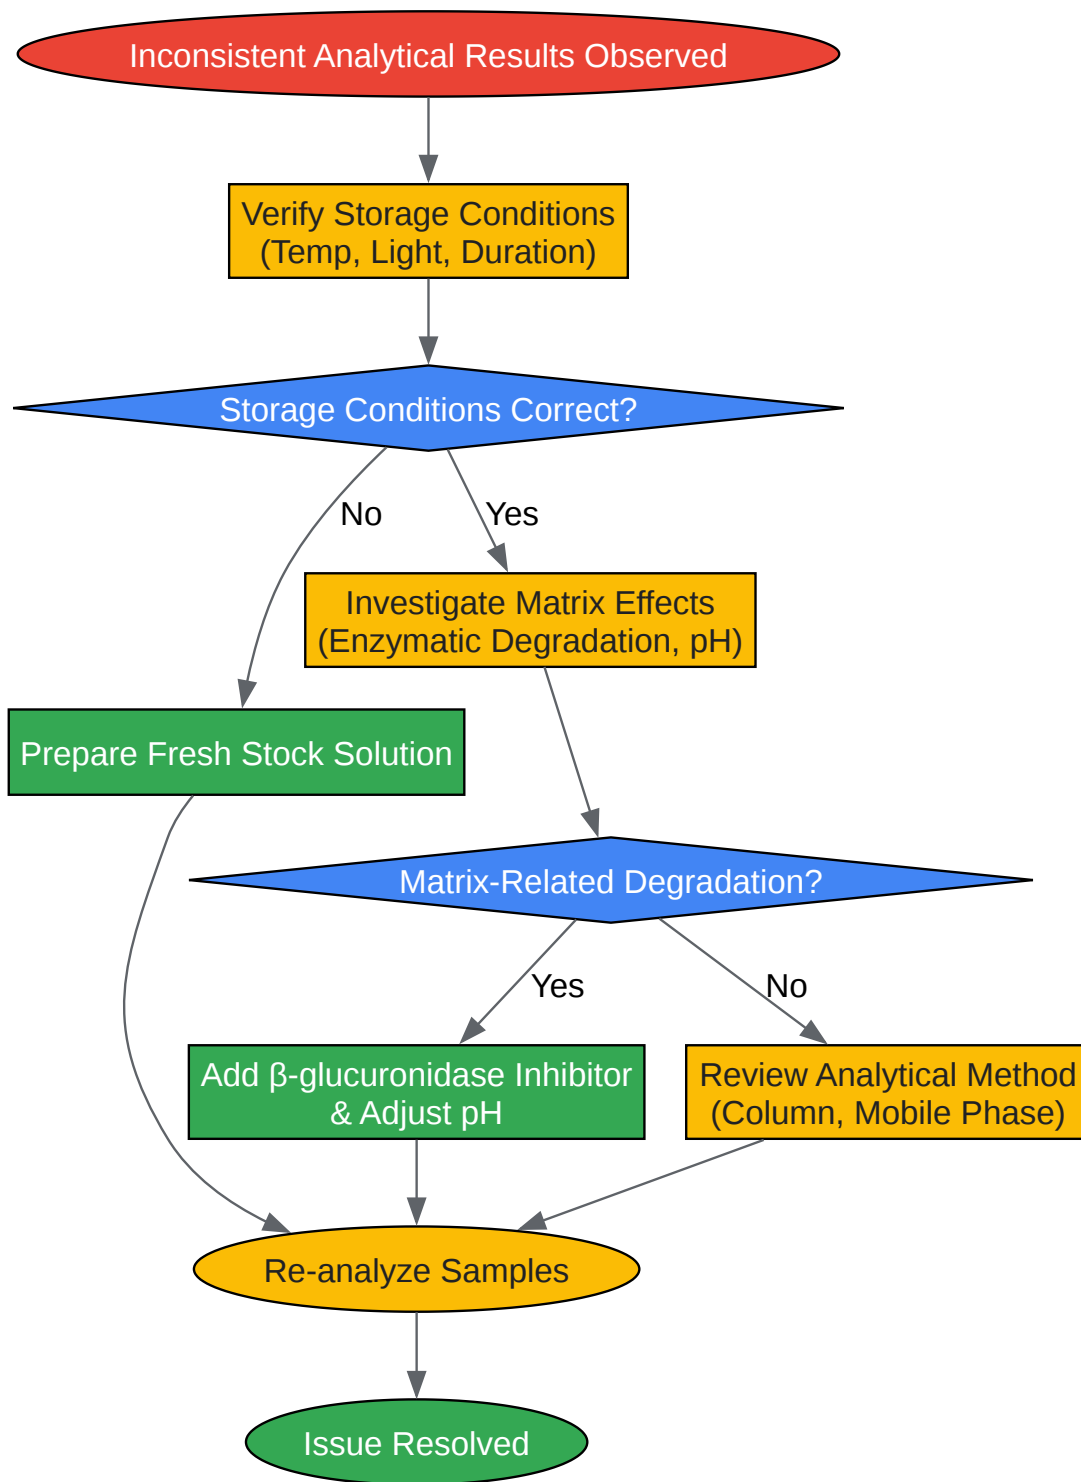 Inconsistent Analytical Results Observed
Verify Storage Conditions
(Temp, Light, Duration)
Storage Conditions Correct?
No
Yes
Investigate Matrix Effects
(Enzymatic Degradation, pH)
Prepare Fresh Stock Solution
Matrix-Related Degradation?
Yes
No
Add β-glucuronidase Inhibitor
& Adjust pH
Review Analytical Method
(Column, Mobile Phase)
Re-analyze Samples
Issue Resolved